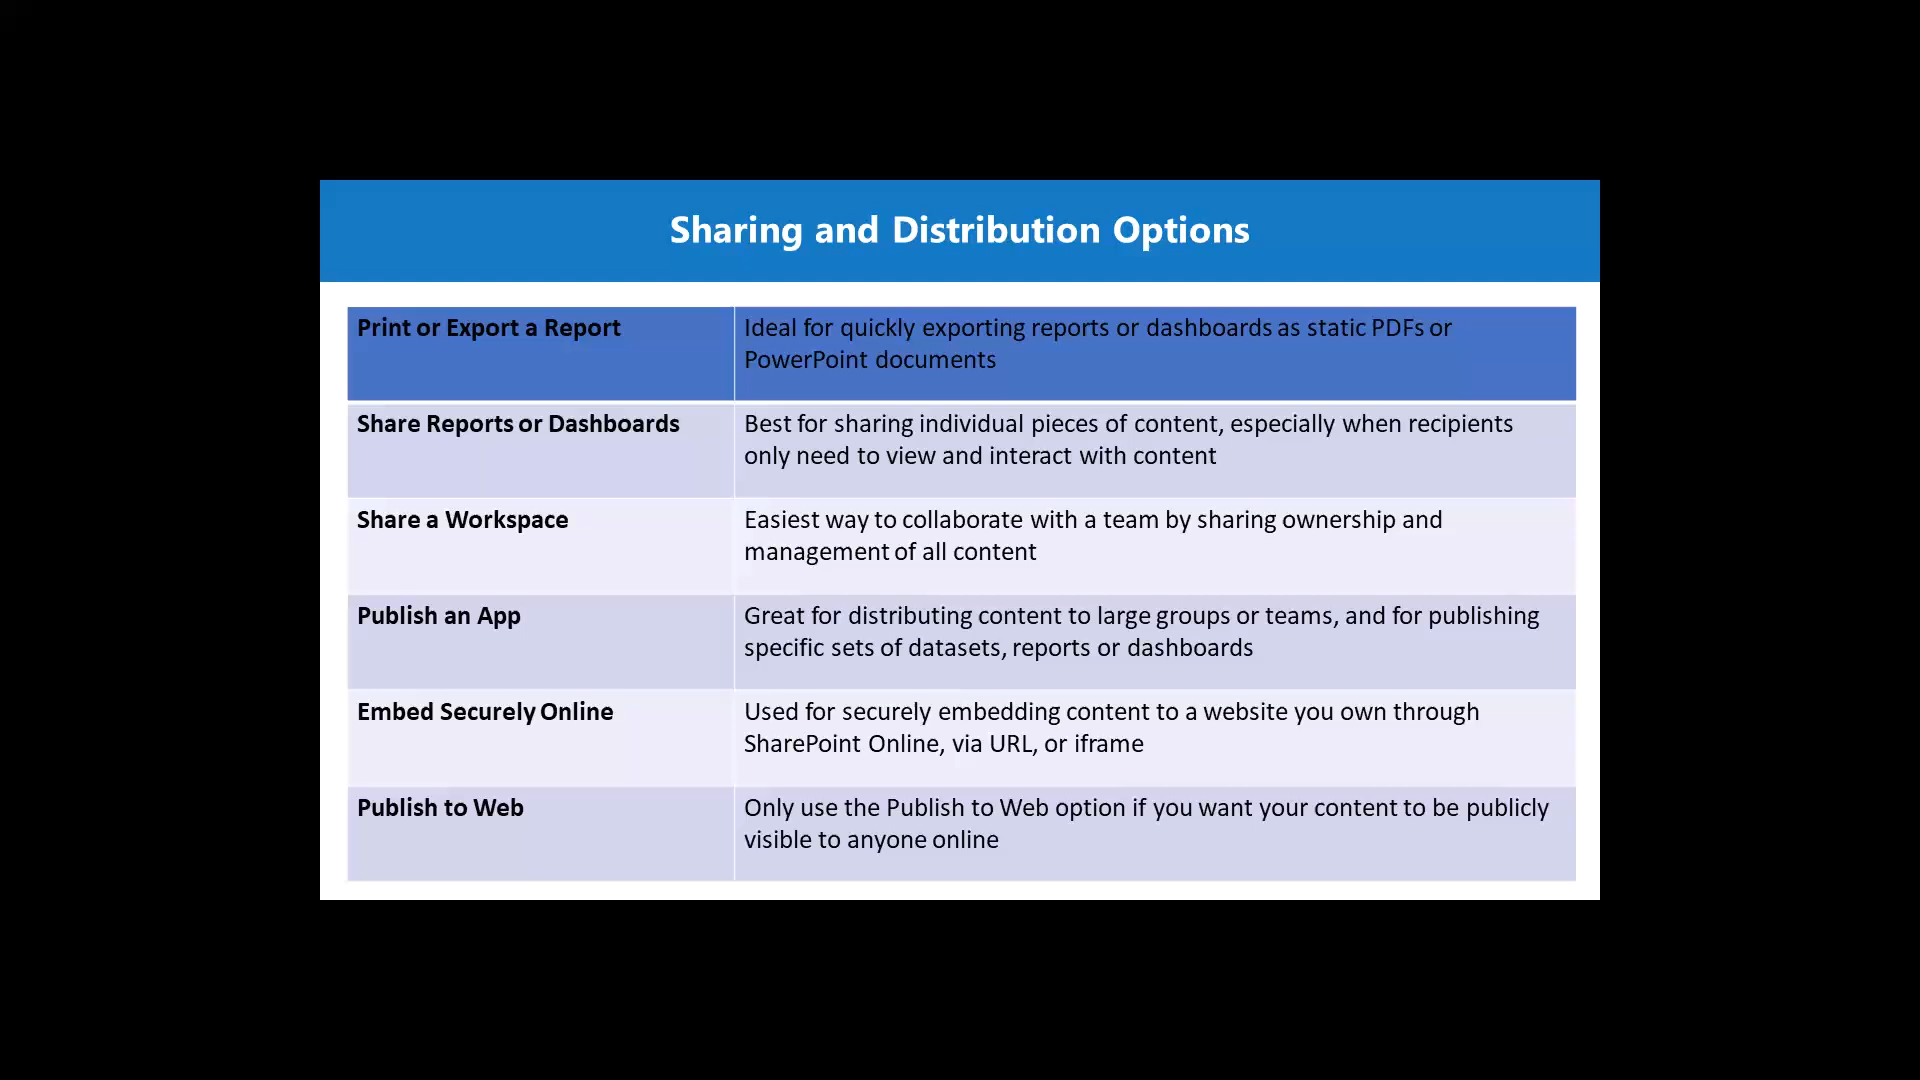 Sharing and Distribution Options
Print or Export a Report
Ideal for quickly exporting reports or dashboards as static PDFs or
PowerPoint documents
Share Reports or Dashboards
Best for sharing individual pieces of content, especially when recipients
only need to view and interact with content
Share a Workspace
Easiest way to collaborate with a team by sharing ownership and
management of all content
Publish an App
Great for distributing content to large groups or teams, and for publishing
specific sets of datasets, reports or dashboards
Embed Securely Online
Used for securely embedding content to a website you own through
SharePoint Online, via URL, or iframe
Publish to Web
Only use the Publish to Web option if you want your content to be publicly
visible to anyone online